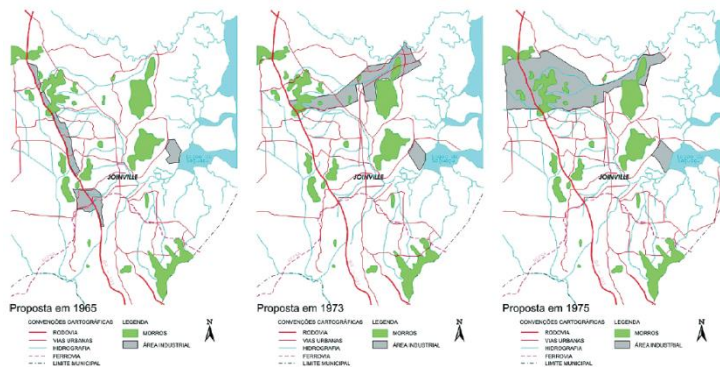 JOINVILLE
Proposta em 1965
CONVENÇÕES CARTOGRÁFICAS
RODOVIA
VIAS URBANAS
HIDROGRAFIA
FERROVIA
LIMITE MUNICIPAL
LEGENDA
MORROS
ÁREA INDUSTRIAL
N
JOINVILLE
Proposta em 1973
CONVENÇÕES CARTOGRÁFICAS
RODOVIA
VIAS URBANAS
HIDROGRAFIA
FERROVIA
LIMITE MUNICIPAL
LEGENDA
MORROS
ÁREA INDUSTRIAL
N
JOINVILLE
Proposta em 1975
CONVENÇÕES CARTOGRÁFICAS
RODOVIA
VIAS URBANAS
HIDROGRAFIA
FERROVIA
LIMITE MUNICIPAL
LEGENDA
MORROS
ÁREA INDUSTRIAL
N